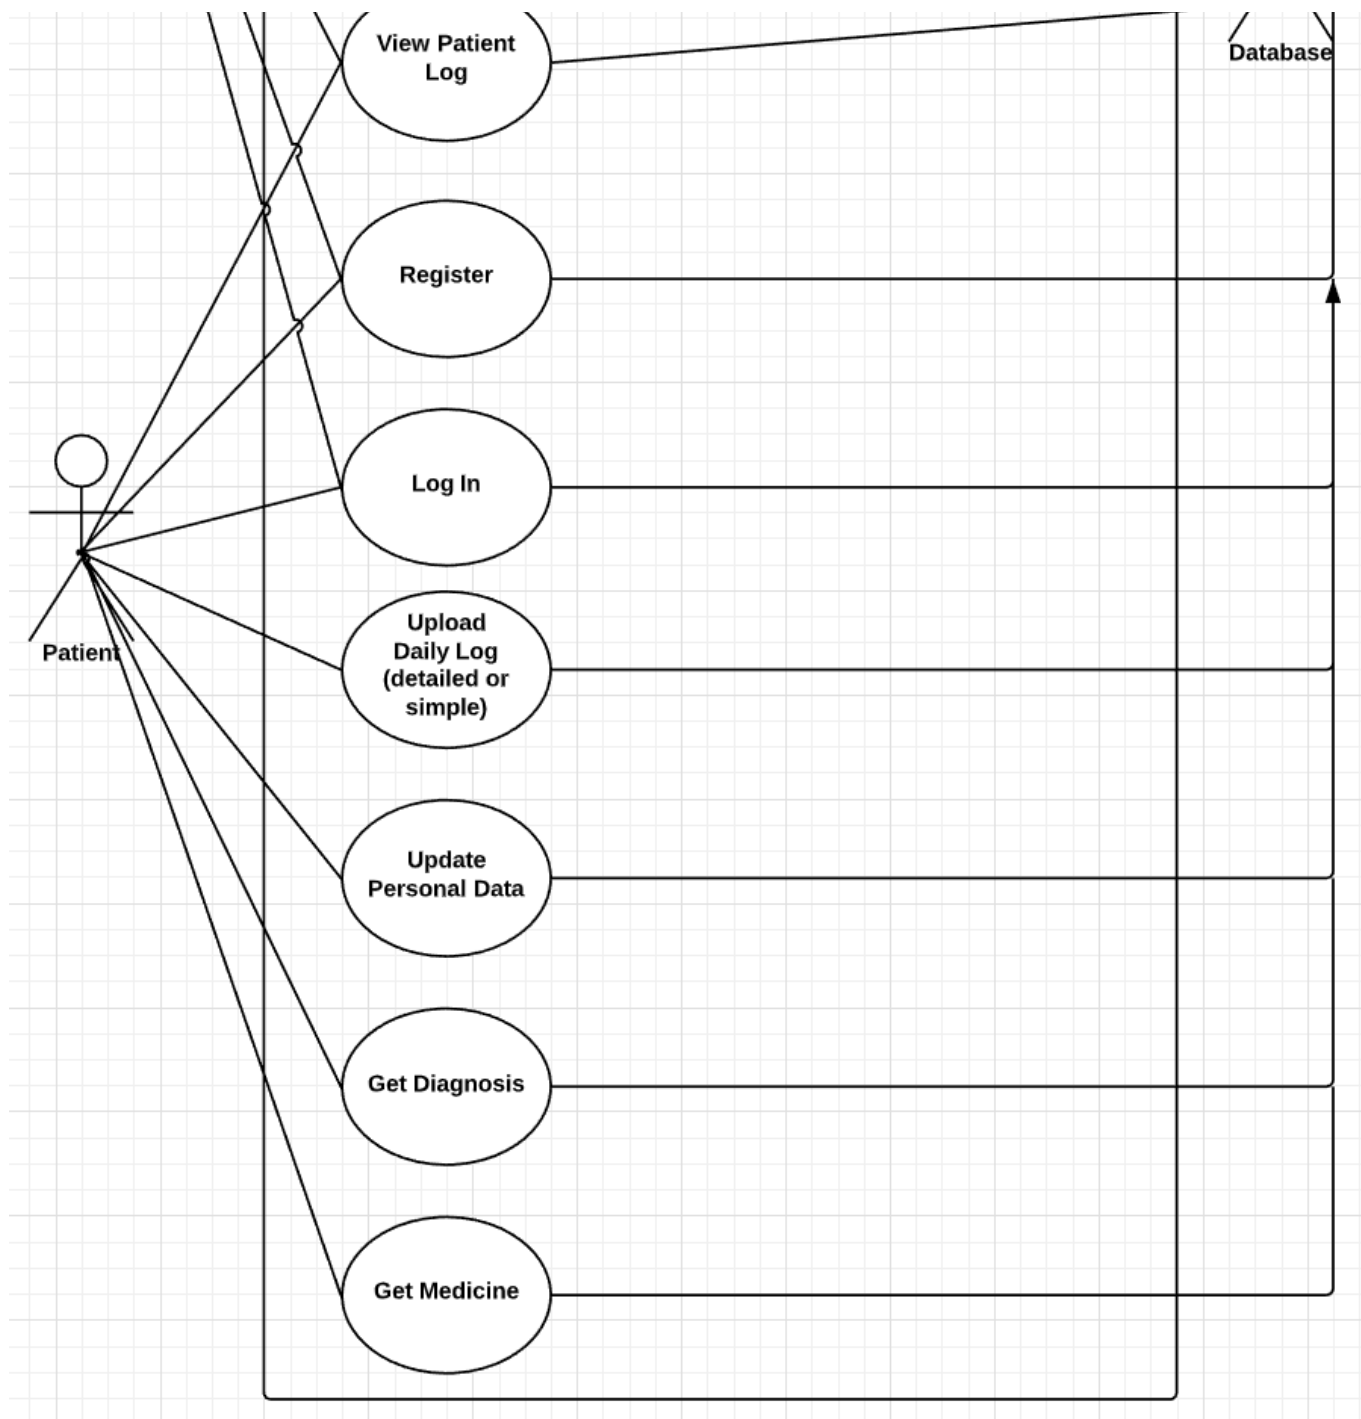 View Patient
Log
Database
Register
Log In
Upload
Daily Log
(detailed or
simple)
Patient
Update
Personal Data
Get Diagnosis
Get Medicine